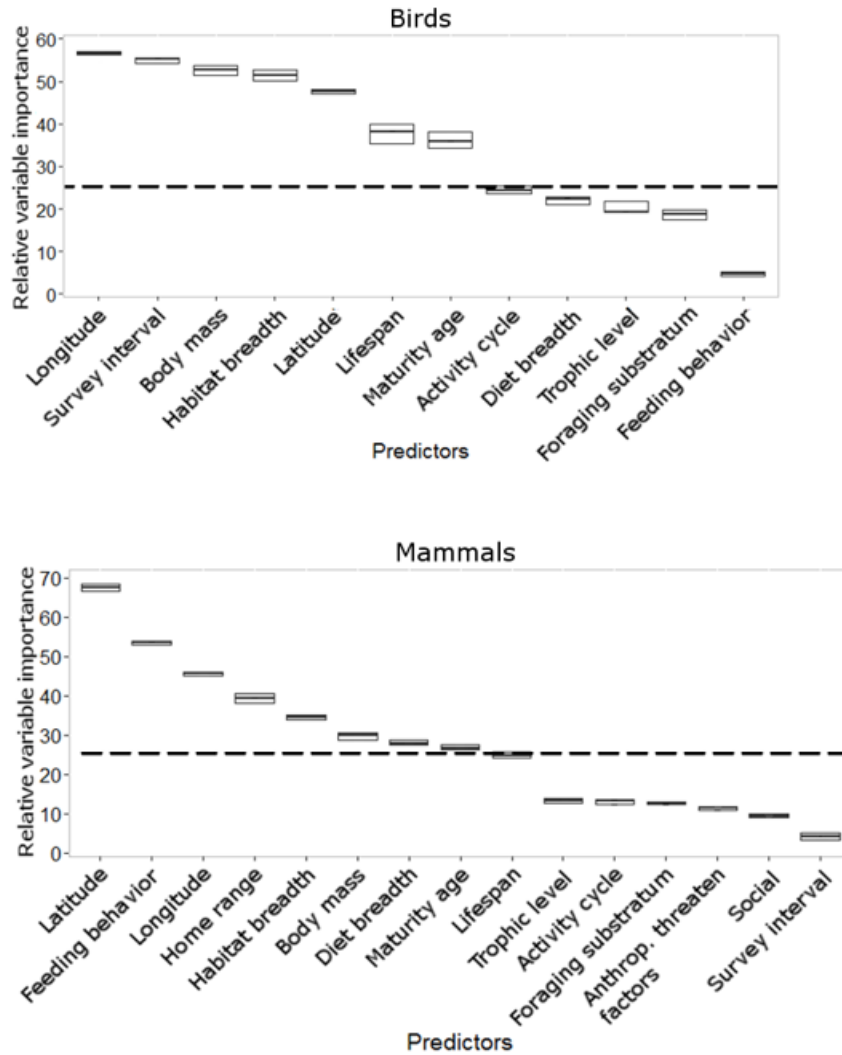 Birds
Relative variable importance
60
50
40
30
20
10
0
Longitude
Survey interval
Body mass
Habitat breadth
Latitude
Lifespan
Maturity age
Activity cycle
Diet breadth
Trophic level
Foraging substratum
Feeding behavior
Predictors
Mammals
Relative variable importance
70
60
50
40
30
20
10
0
Latitude
Feeding behavior
Longitude
Home range
Habitat breadth
Body mass
Diet breadth
Maturity age
Lifespan
Trophic level
Activity cycle
Foraging substratum
Anthrop. threaten
factors
Social
Survey interval
Predictors